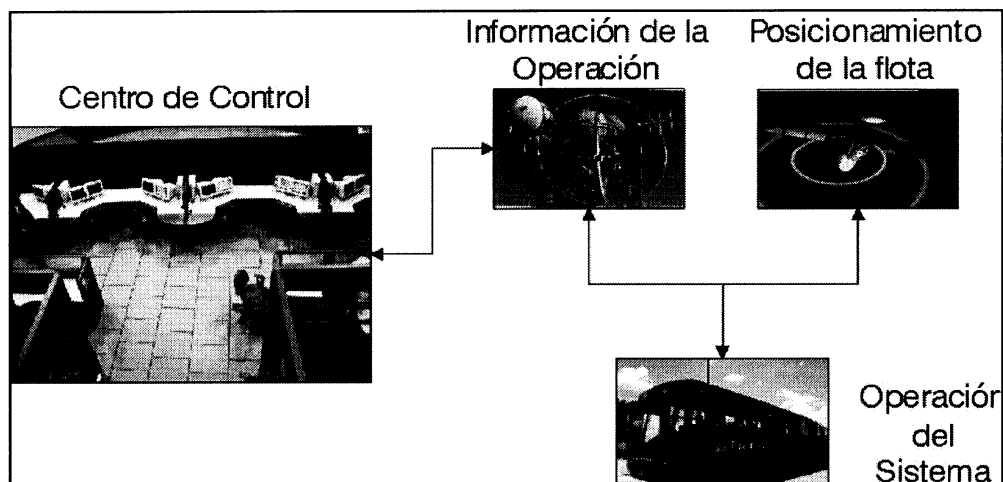 Centro de Control
Información de la
Operación
Posicionamiento
de la flota
Operación
del
Sistema